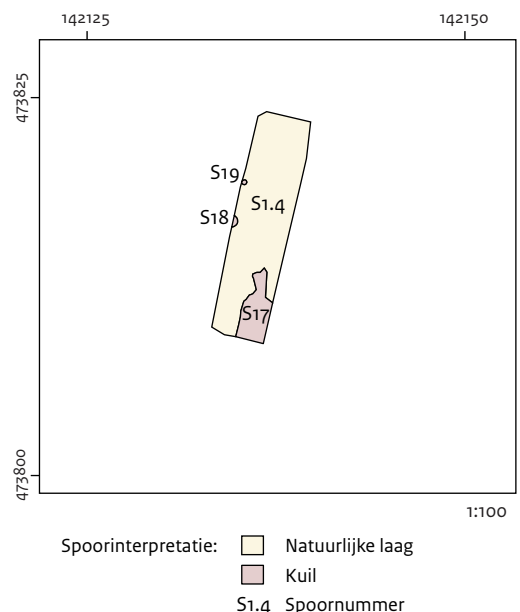 142125
142150
473825
S19
S1.4
S18
S17
473800
1:100
Spoorinterpretatie:
Natuurlijke laag
Kuil
S1.4 Spoornummer